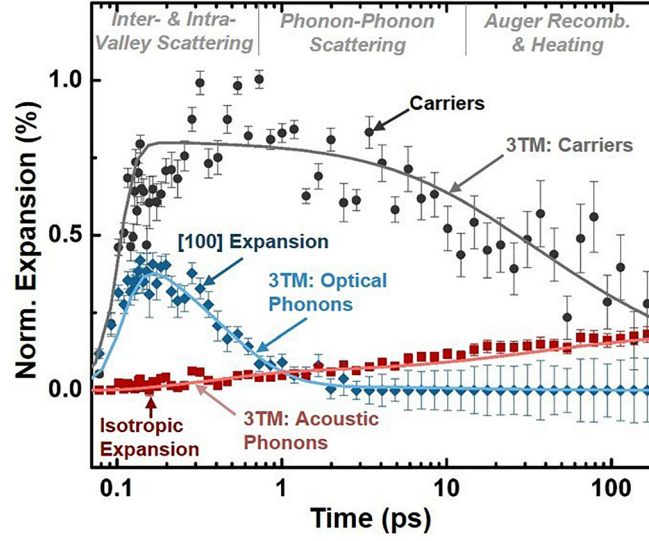 Inter- & Intra-
Valley Scattering
Phonon-Phonon
Scattering
Auger Recomb.
& Heating
Norm. Expansion (%)
1.0
0.5
0.0
Carriers
3TM: Carriers
[100] Expansion
3TM: Optical
Phonons
Isotropic
Expansion
3TM: Acoustic
Phonons
0.1
1
10
100
Time (ps)